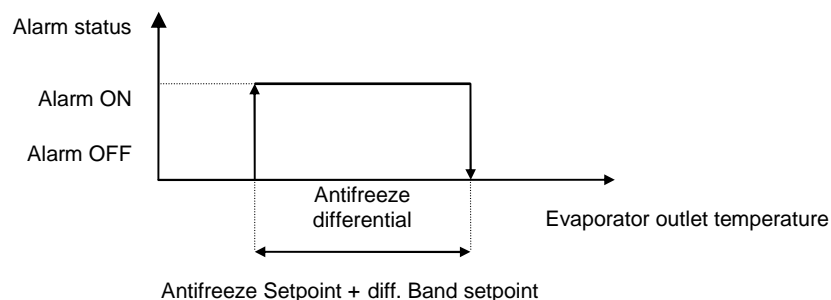 Alarm status
Alarm ON
Alarm OFF
Antifreeze
differential
Evaporator outlet temperature
Antifreeze Setpoint + diff. Band setpoint